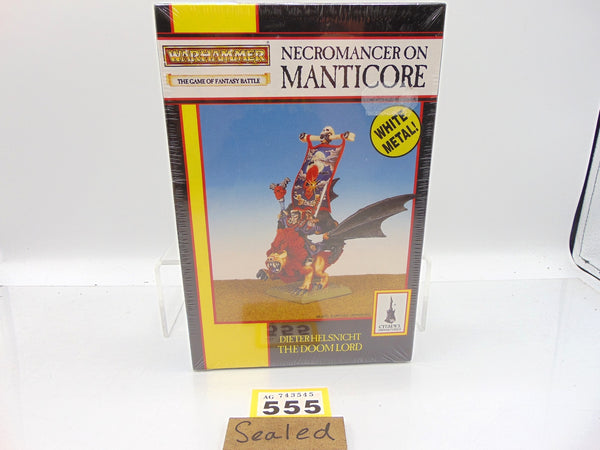 WARHAMMER
THE GAME OF FANTASY BATTLE
NECROMANCER ON
MANTICORE
WHITE
METAL!
DIETER HELSNICHT
THE DOOM LORD
CITADEL
AG 743545
555
Sealed